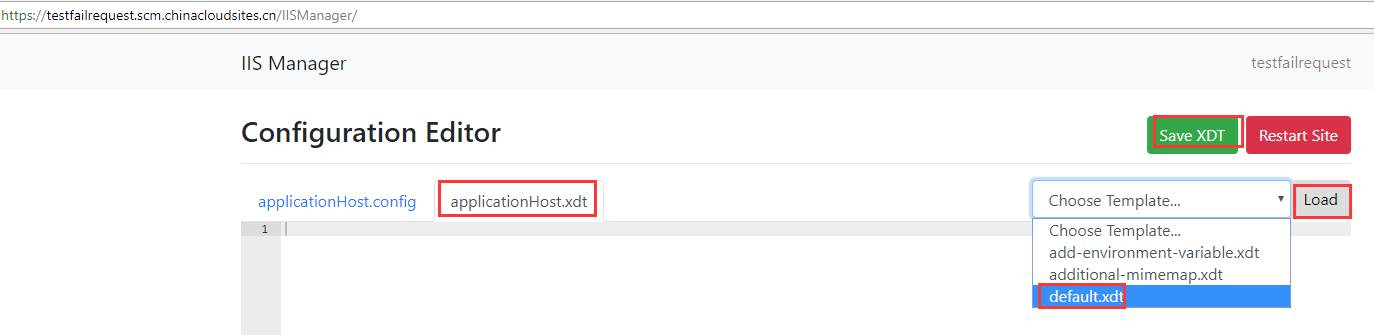 https://testfailrequest.scm.chinacloudsites.cn/IISManager/
IIS Manager
testfailrequest
Configuration Editor
Save XDT
Restart Site
applicationHost.config
applicationHost.xdt
Choose Template...
Load
1
Choose Template...
add-environment-variable.xdt
additional-mimemap.xdt
default.xdt